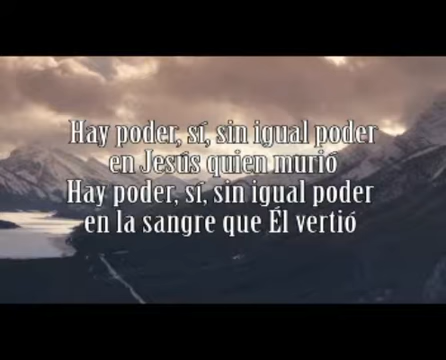 Hay poder, sí, sin igual poder
en Jesús quien murió
Hay poder, sí, sin igual poder
en la sangre que Él vertió